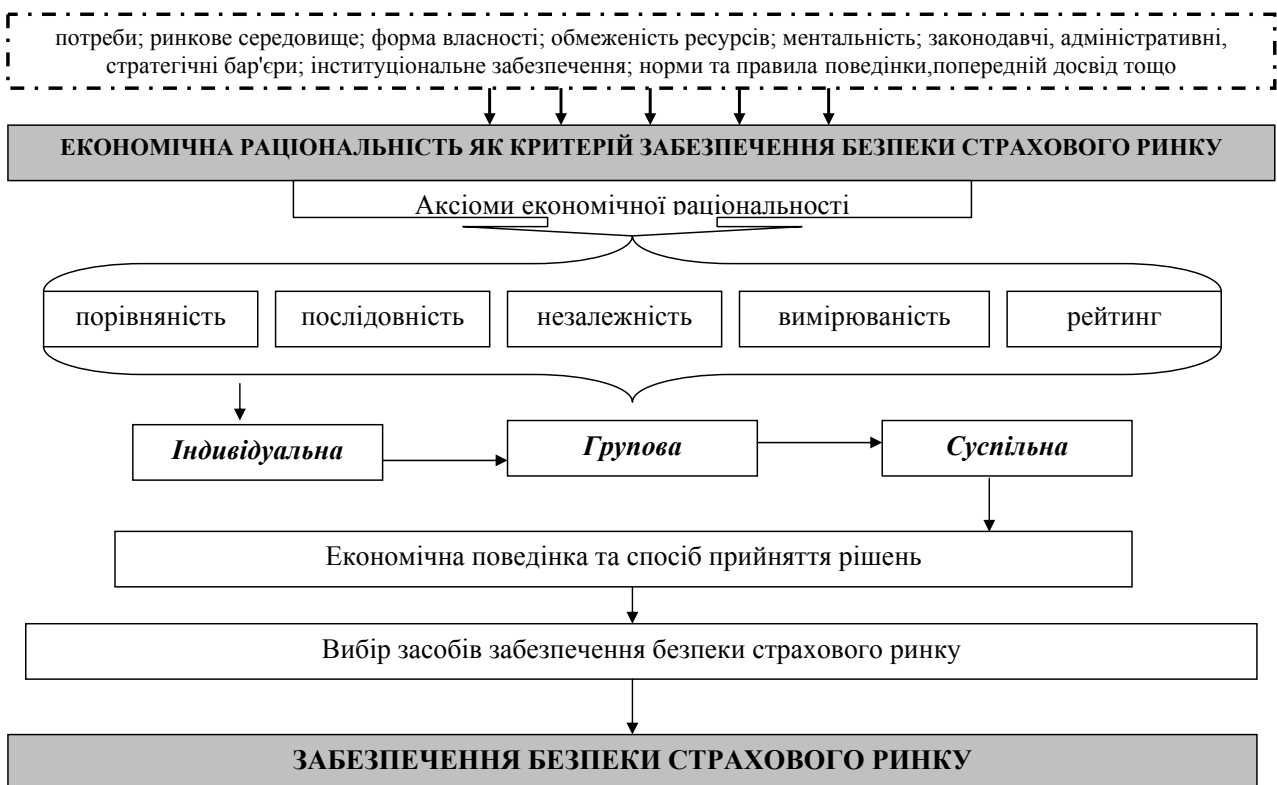 потреби; ринкове середовище; форма власності; обмеженість ресурсів; ментальність; законодавчі, адміністративні,
стратегічні бар'єри; інституціональне забезпечення; норми та правила поведінки,попередній досвід тощо
ЕКОНОМІЧНА РАЦІОНАЛЬНІСТЬ ЯК КРИТЕРІЙ ЗАБЕЗПЕЧЕННЯ БЕЗПЕКИ СТРАХОВОГО РИНКУ
Аксіоми економічної раціональності
порівняність
послідовність
незалежність
вимірюваність
рейтинг
Індивідуальна
Групова
Суспільна
Економічна поведінка та спосіб прийняття рішень
Вибір засобів забезпечення безпеки страхового ринку
ЗАБЕЗПЕЧЕННЯ БЕЗПЕКИ СТРАХОВОГО РИНКУ